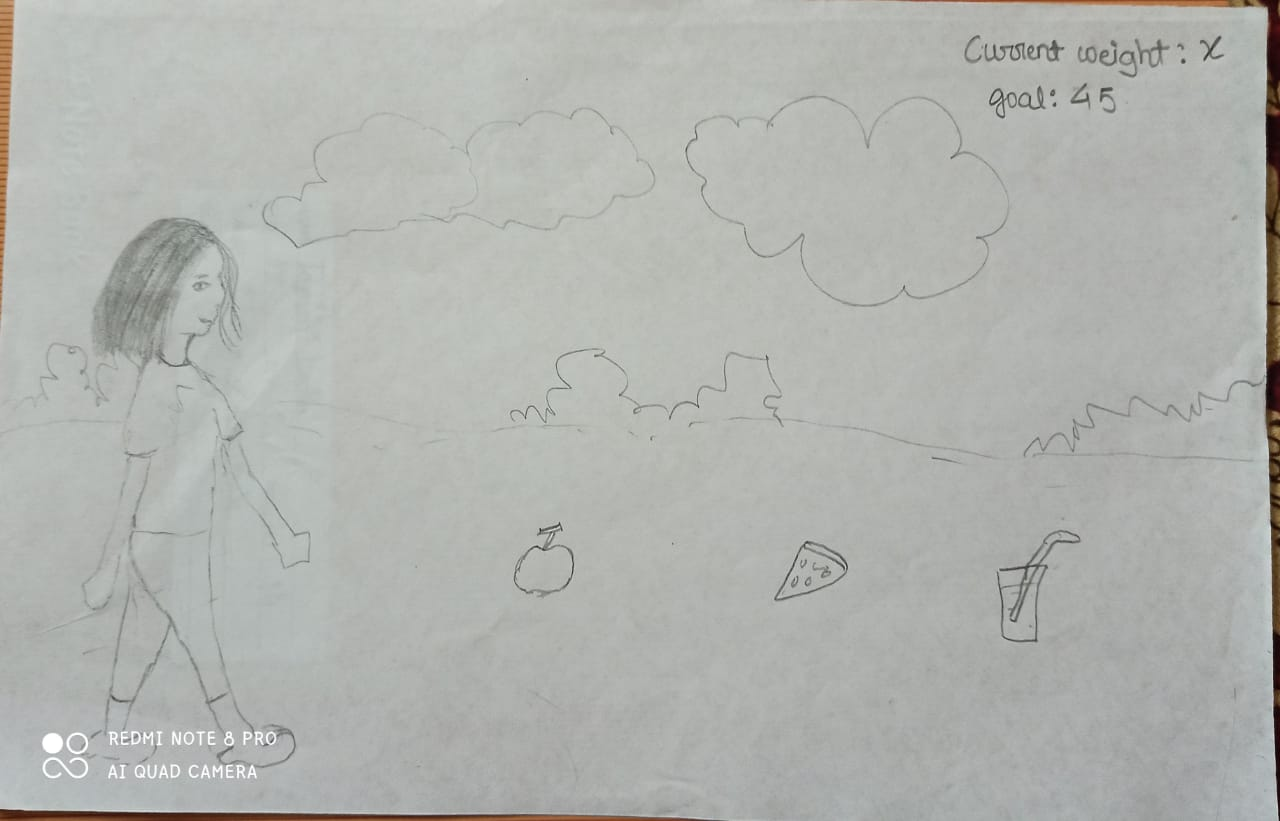 Current weight: x
goal: 45
REDMI NOTE 8 PRO
AI QUAD CAMERA